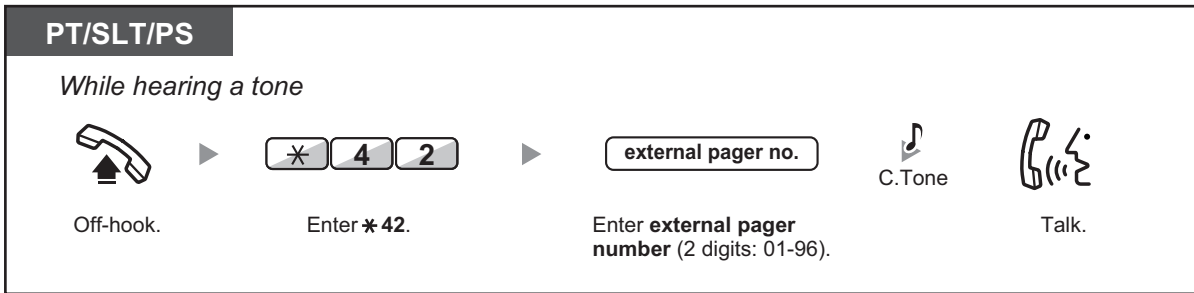 PT/SLT/PS
While hearing a tone
* 4 2
external pager no.
C.Tone
Off-hook.
Enter * 42.
Enter external pager
number (2 digits: 01-96).
Talk.